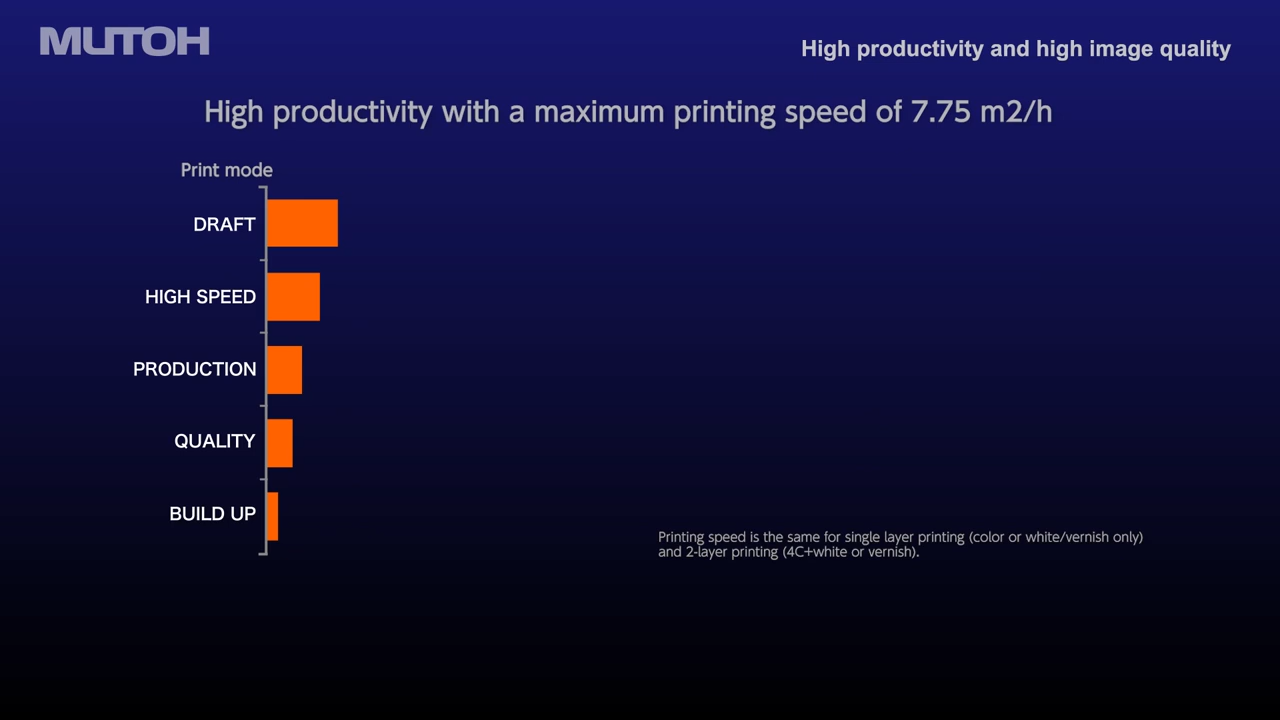 MUTOH
High productivity and high image quality
High productivity with a maximum printing speed of 7.75 m2/h
Print mode
DRAFT
HIGH SPEED
PRODUCTION
QUALITY
BUILD UP
Printing speed is the same for single layer printing (color or white/vernish only)
and 2-layer printing (4C+white or vernish).